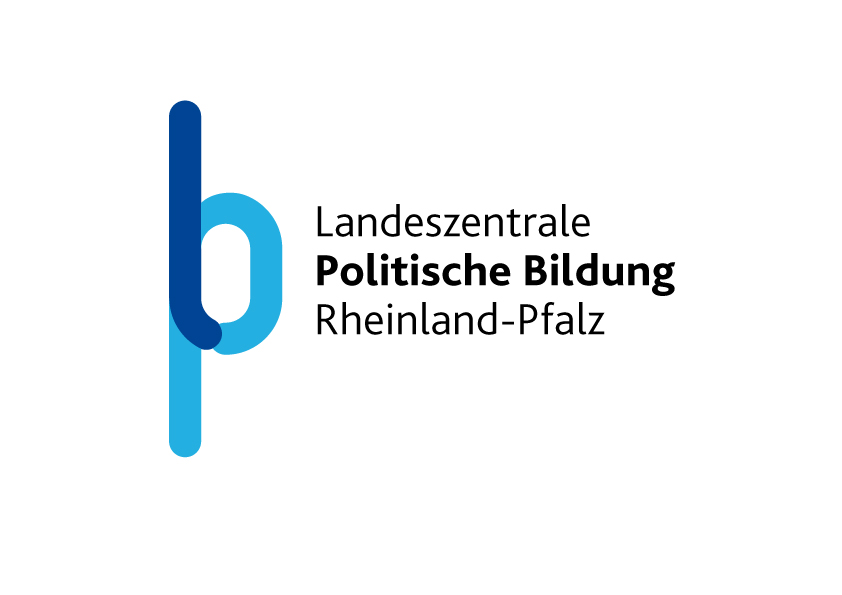 Landeszentrale
Politische Bildung
Rheinland-Pfalz